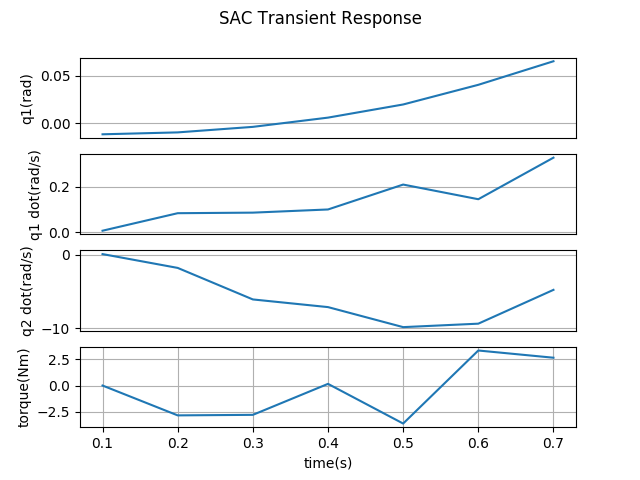 SAC Transient Response
q1(rad)
0.05
0.00
q1 dot(rad/s)
0.2
0.0
q2 dot(rad/s)
0
−10
torque(Nm)
2.5
0.0
−2.5
0.1 0.2 0.3 0.4 0.5 0.6 0.7
time(s)